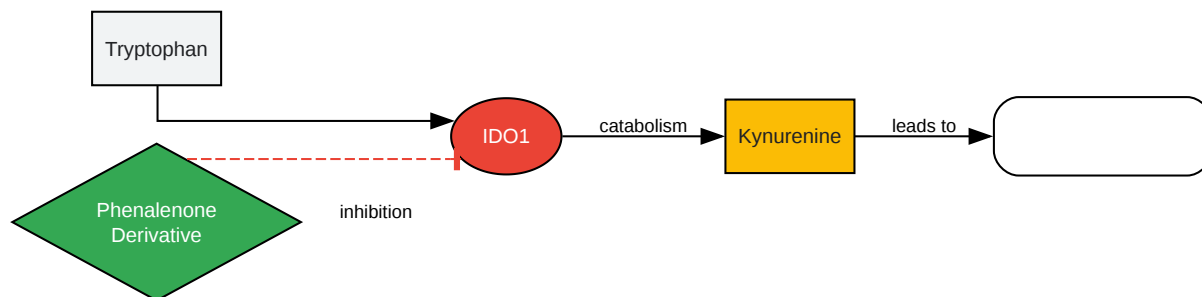 Tryptophan
IDO1
catabolism
Kynurenine
leads to
Phenalenone
Derivative
inhibition